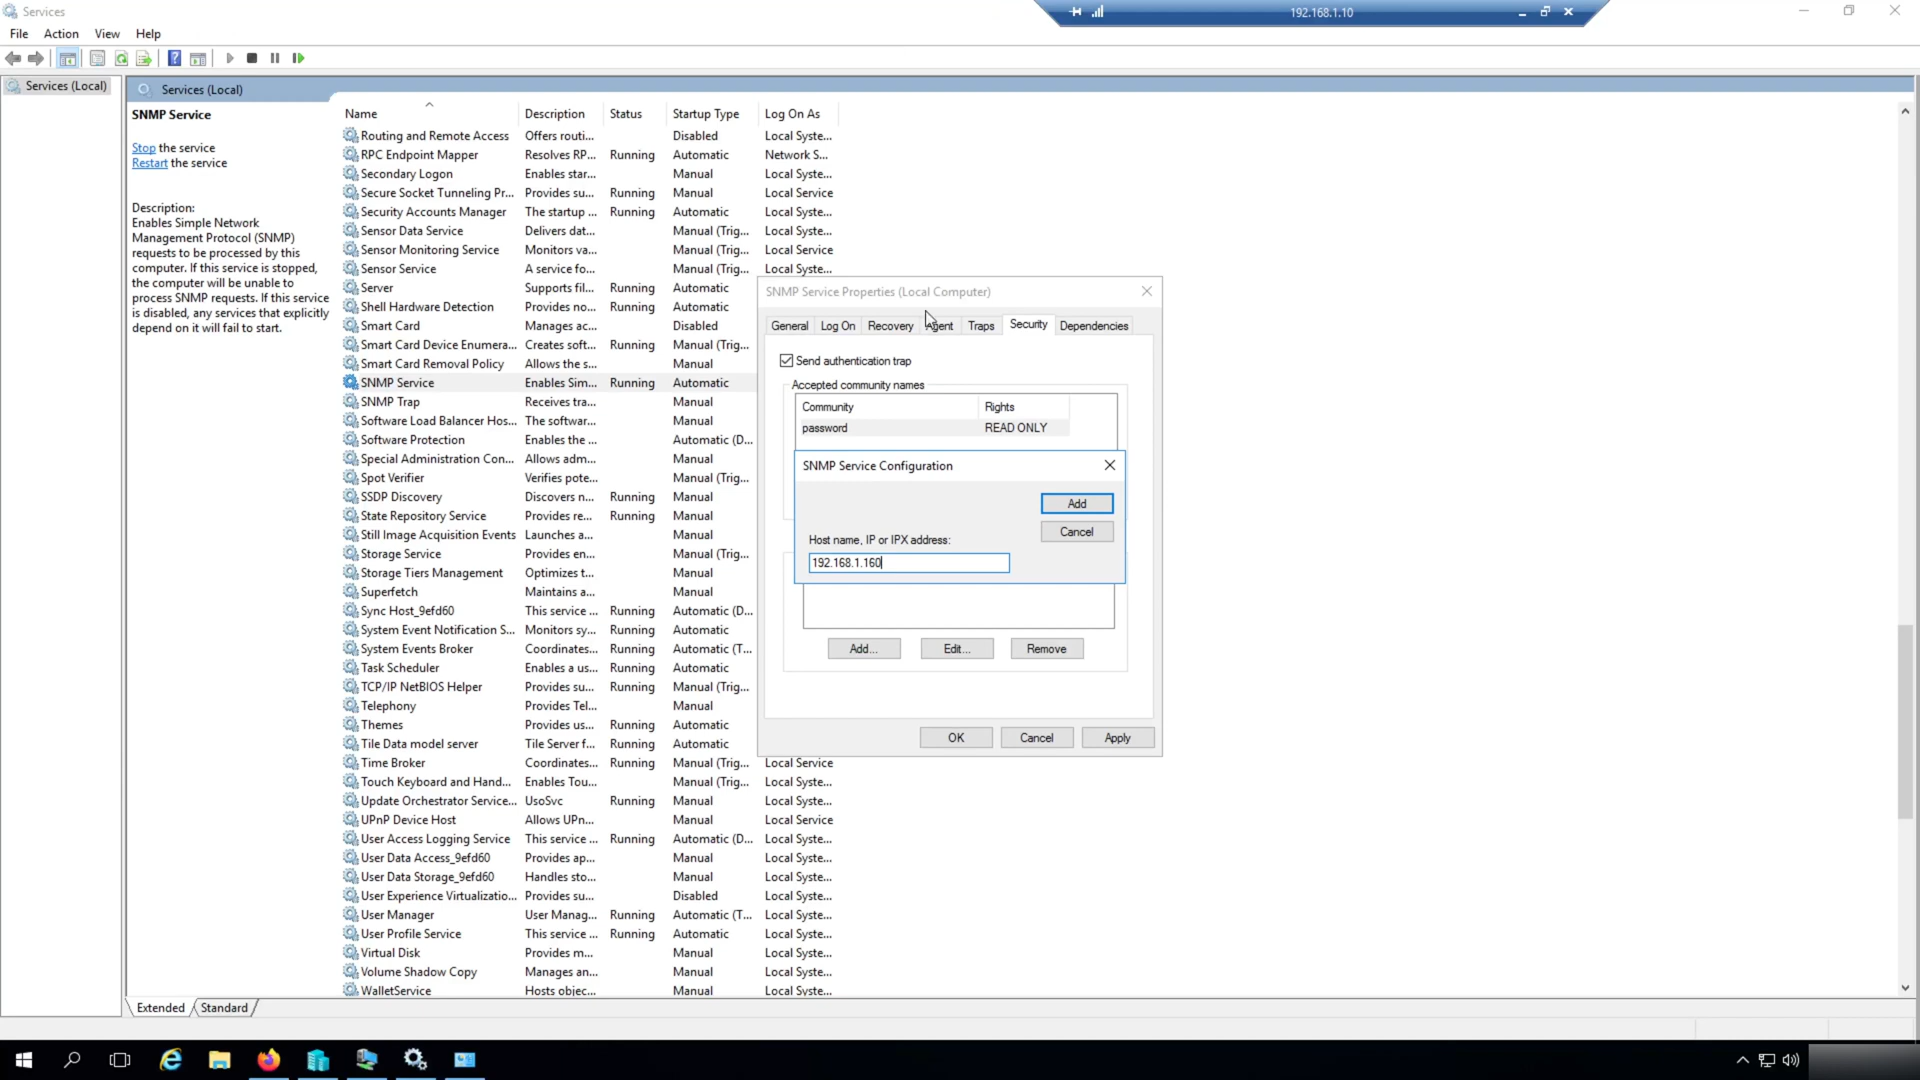 Services
192.168.1.10
File Action View Help
Services (Local)
Services (Local)
SNMP Service
Stop the service
Restart the service
Description:
Enables Simple Network
Management Protocol (SNMP)
requests to be processed by this
computer. If this service is stopped,
the computer will be unable to
process SNMP requests. If this service
is disabled, any services that explicitly
depend on it will fail to start.
Name Description Status Startup Type Log On As
Routing and Remote Access Offers routi... Disabled Local Syste...
RPC Endpoint Mapper Resolves RP... Running Automatic Network S...
Secondary Logon Enables star... Manual Local Syste...
Secure Socket Tunneling Pr... Provides su... Running Manual Local Service
Security Accounts Manager The startup ... Running Automatic Local Syste...
Sensor Data Service Delivers dat... Manual (Trig... Local Syste...
Sensor Monitoring Service Monitors va... Manual (Trig... Local Service
Sensor Service A service fo... Manual (Trig... Local Syste...
Server Supports fil... Running Automatic
Shell Hardware Detection Provides no... Running Automatic
Smart Card Manages ac... Disabled
Smart Card Device Enumera... Creates soft... Running Manual (Trig...
Smart Card Removal Policy Allows the s... Manual
SNMP Service Enables Sim... Running Automatic
SNMP Trap Receives tra... Manual
Software Load Balancer Hos... The softwar... Manual
Software Protection Enables the ... Automatic (D...
Special Administration Con... Allows adm... Manual
Spot Verifier Verifies pote... Manual (Trig...
SSDP Discovery Discovers n... Running Manual
State Repository Service Provides re... Running Manual
Still Image Acquisition Events Launches a... Manual
Storage Service Provides en... Manual (Trig...
Storage Tiers Management Optimizes t... Manual
Superfetch Maintains a... Manual
Sync Host_9efd60 This service ... Running Automatic (D...
System Event Notification S... Monitors sy... Running Automatic
System Events Broker Coordinates... Running Automatic (T...
Task Scheduler Enables a us... Running Automatic
TCP/IP NetBIOS Helper Provides su... Running Manual (Trig...
Telephony Provides Tel... Manual
Themes Provides us... Running Automatic
Tile Data model server Tile Server f... Running Automatic
Time Broker Coordinates... Running Manual (Trig... Local Service
Touch Keyboard and Hand... Enables Tou... Manual (Trig... Local Syste...
Update Orchestrator Service... UsoSvc Running Manual Local Syste...
UPnP Device Host Allows UPn... Manual Local Service
User Access Logging Service This service ... Running Automatic (D... Local Syste...
User Data Access_9efd60 Provides ap... Manual Local Syste...
User Data Storage_9efd60 Handles sto... Manual Local Syste...
User Experience Virtualizatio... Provides su... Disabled Local Syste...
User Manager User Manag... Running Automatic (T... Local Syste...
User Profile Service This service ... Running Automatic Local Syste...
Virtual Disk Provides m... Manual Local Syste...
Volume Shadow Copy Manages an... Manual Local Syste...
WalletService Hosts objec... Manual Local Syste...
SNMP Service Properties (Local Computer)
General Log On Recovery Agent Traps Security Dependencies
Send authentication trap
Accepted community names
Community Rights
password READ ONLY
SNMP Service Configuration
Add
Cancel
Host name, IP or IPX address:
192.168.1.160
Add... Edit... Remove
OK Cancel Apply
Extended Standard